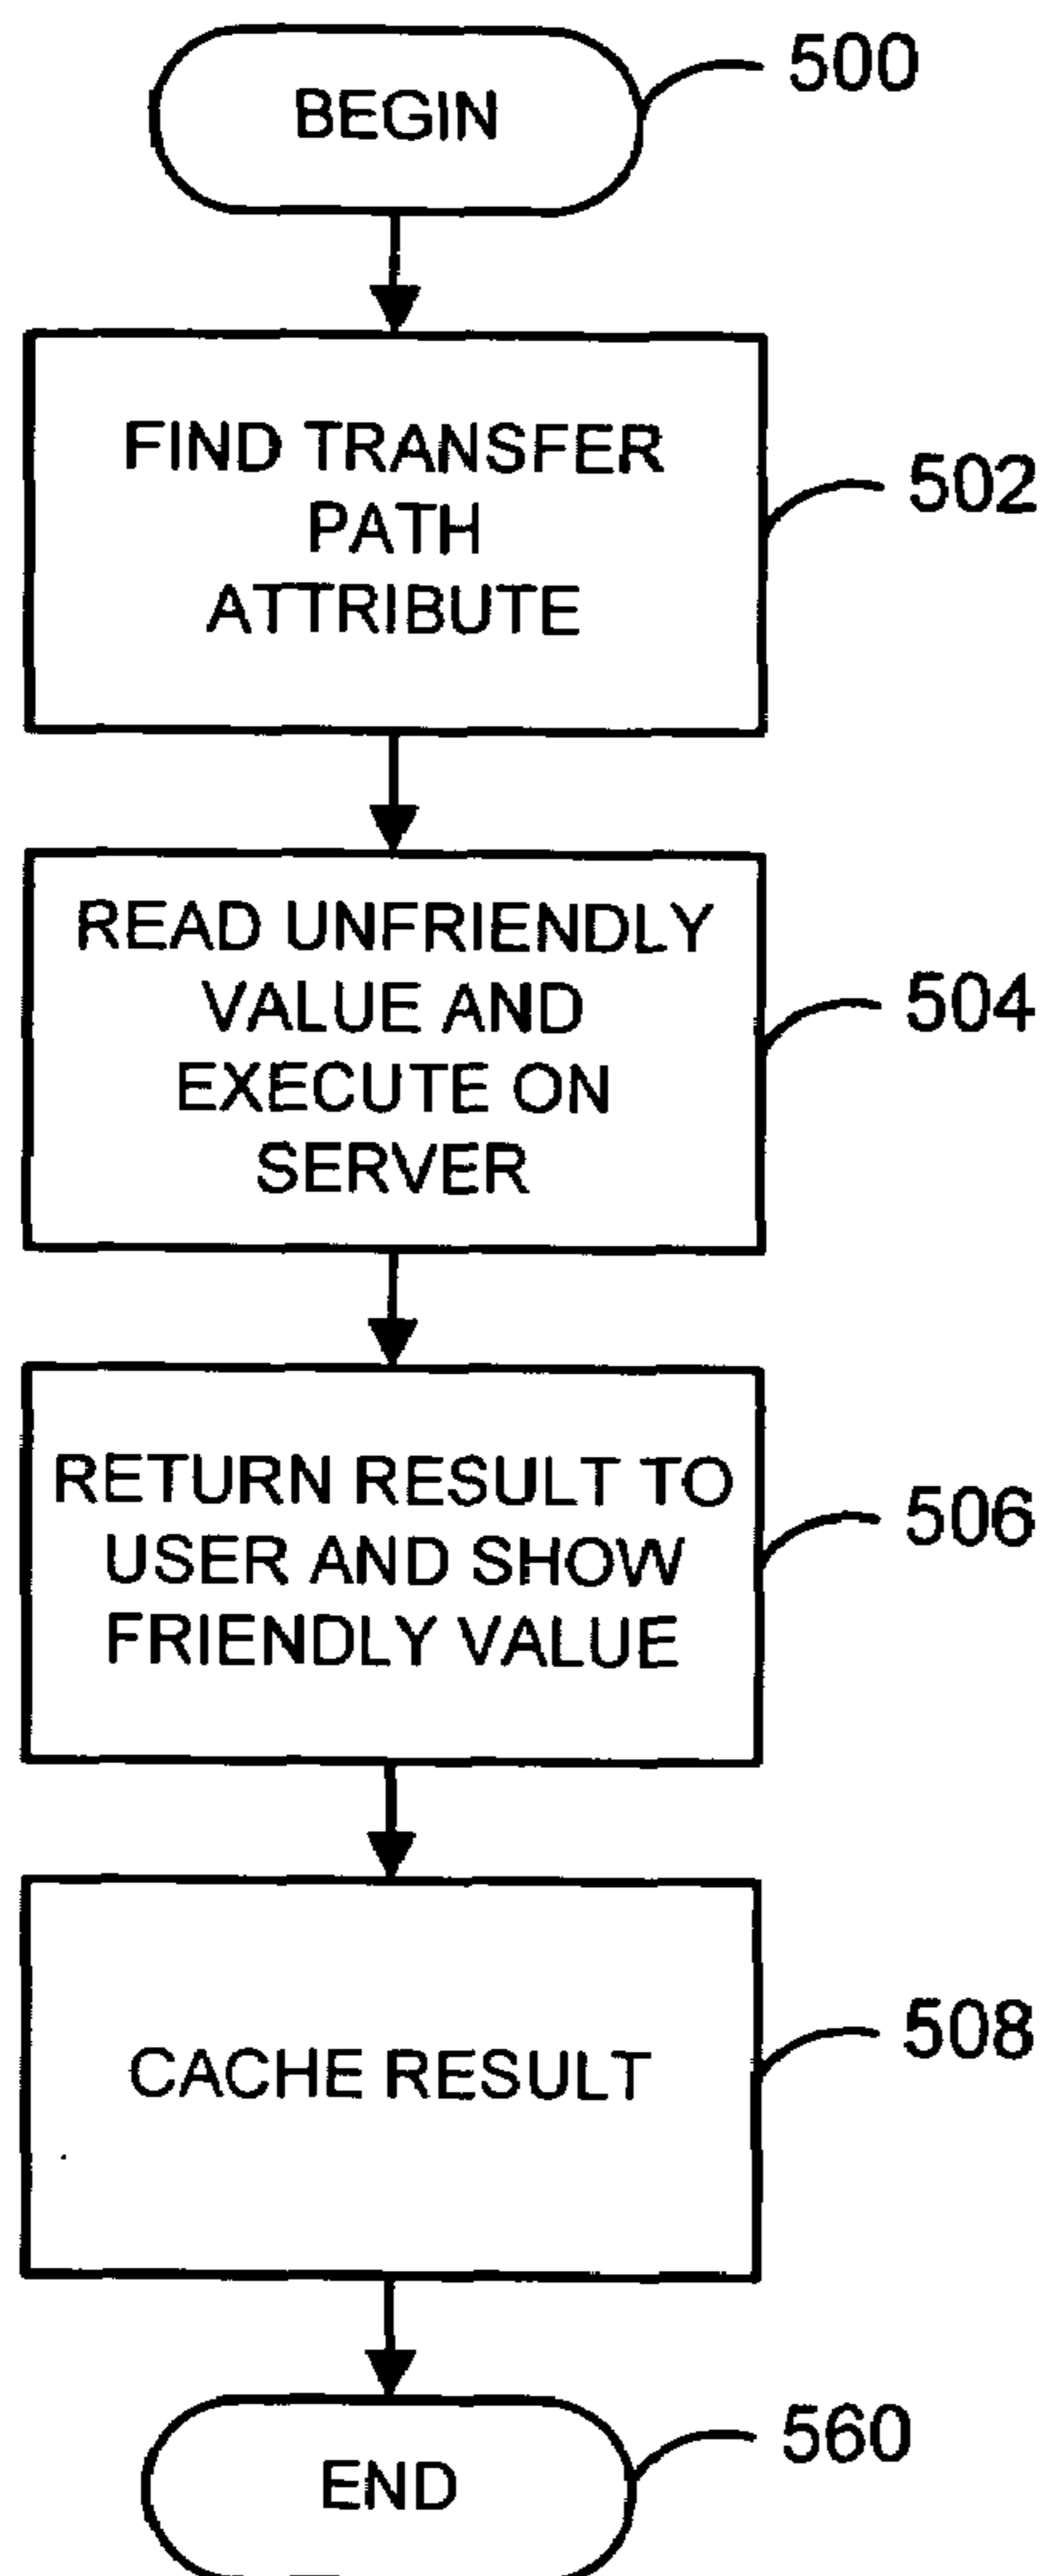 BEGIN
500
FIND TRANSFER
PATH
ATTRIBUTE
502
READ UNFRIENDLY
VALUE AND
EXECUTE ON
SERVER
504
RETURN RESULT TO
USER AND SHOW
FRIENDLY VALUE
506
CACHE RESULT
508
END
560